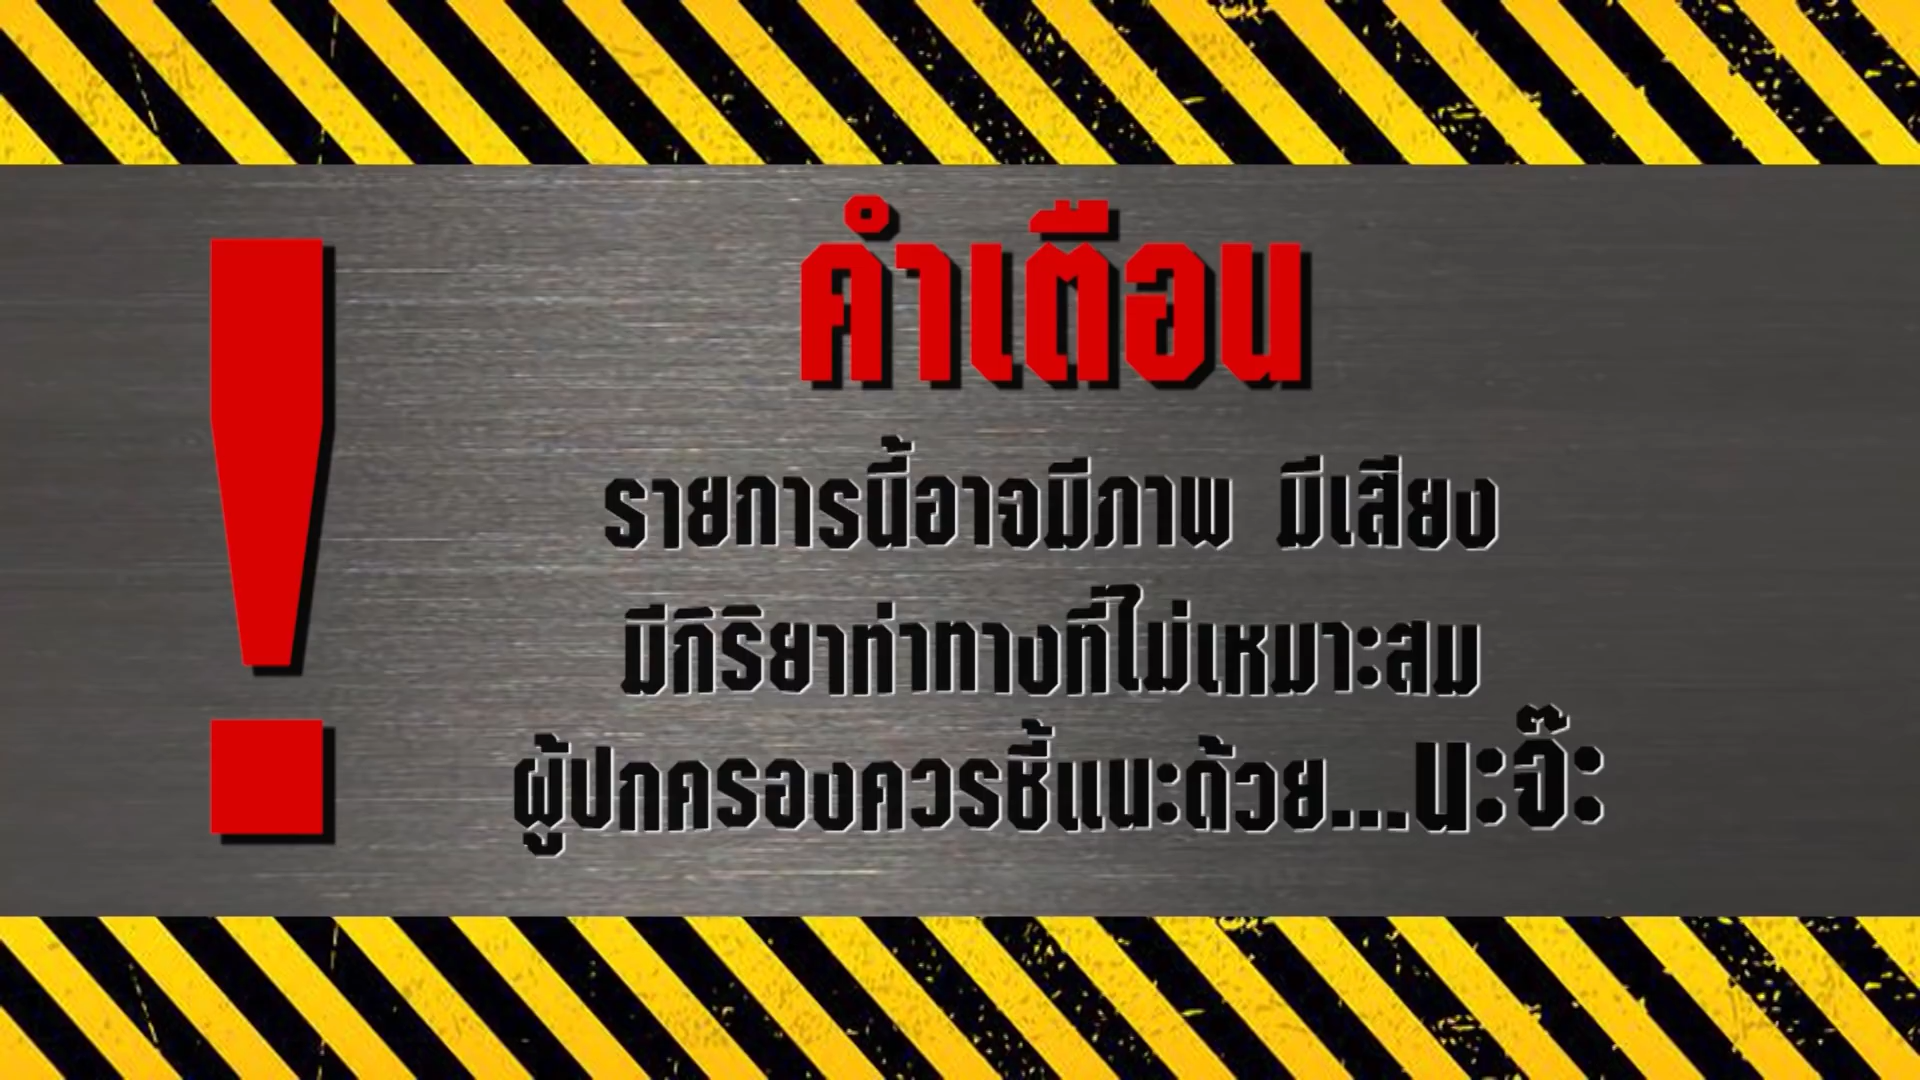 !
คำเตือน
รายการนี้อาจมีภาพ มีเสียง
มีกิริยาท่าทางที่ไม่เหมาะสม
ผู้ปกครองควรชี้แนะด้วย...นะจ๊ะ